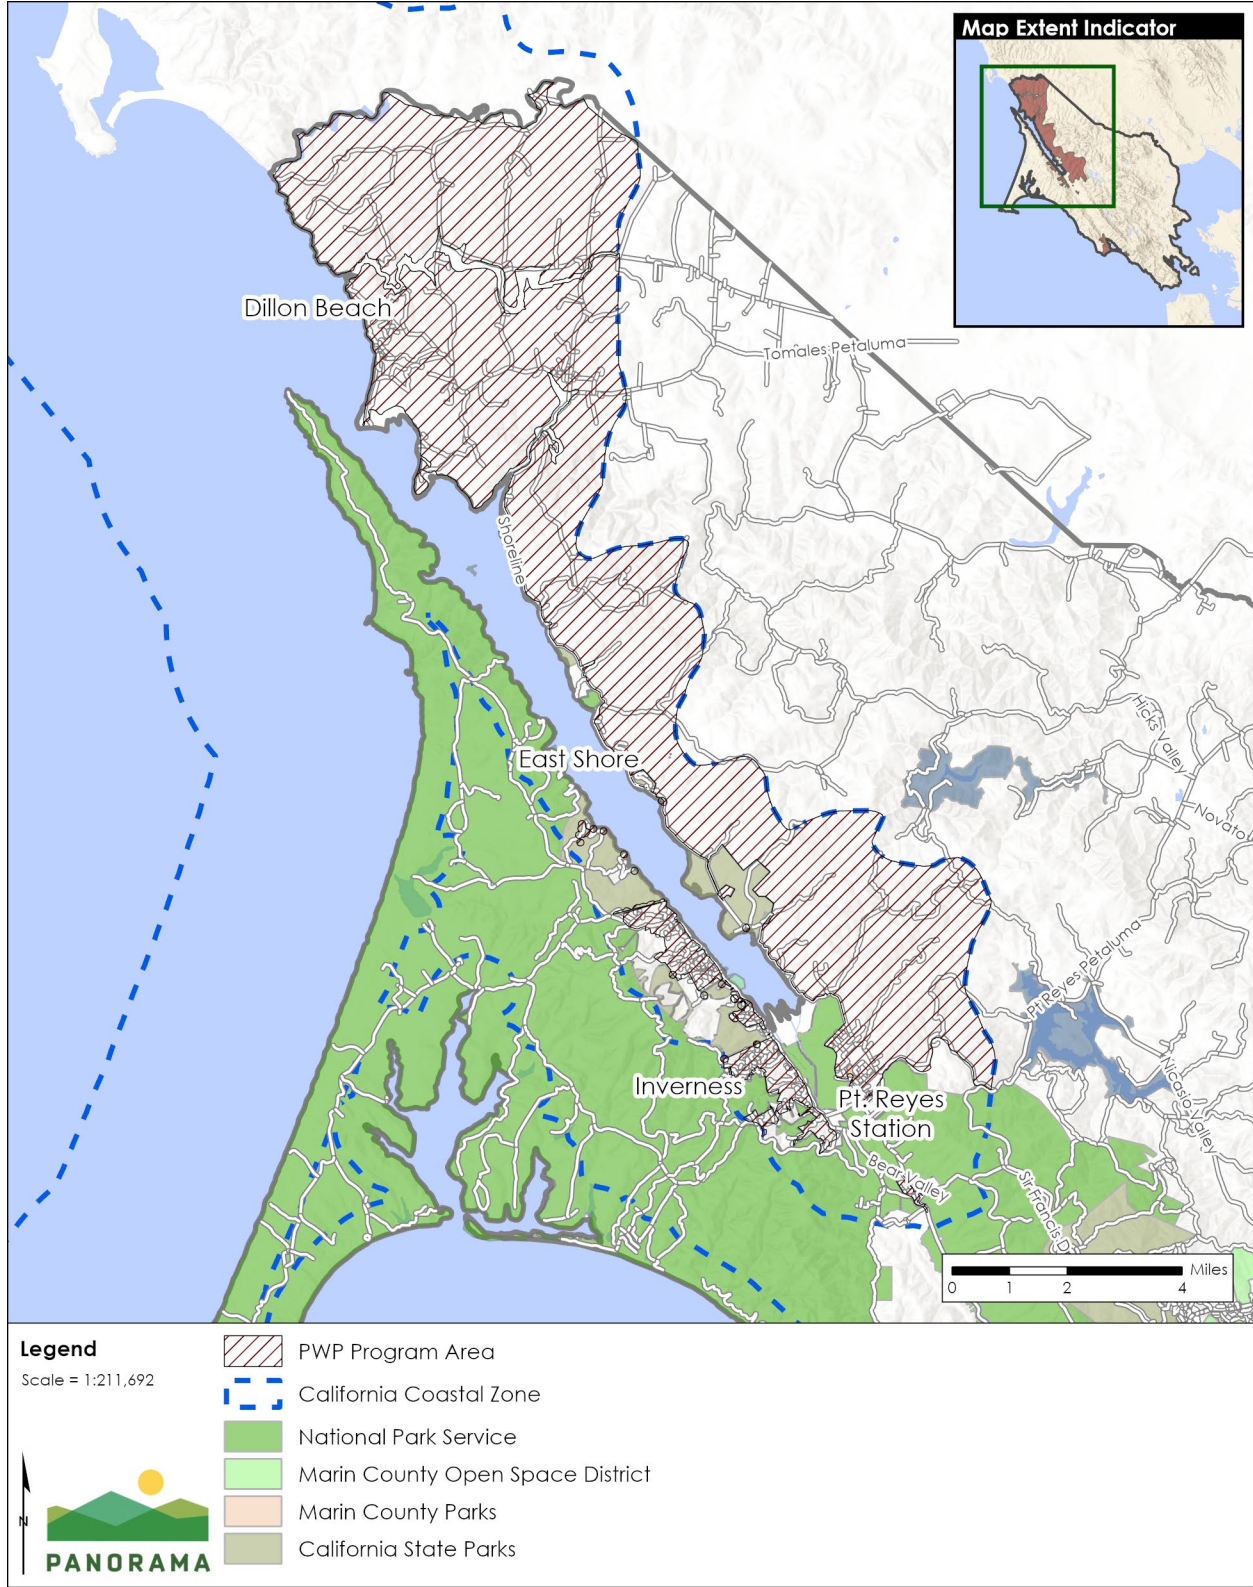 Map Extent Indicator
Dillon Beach
Tomales Petaluma
Shoreline
Hicks Valley
East Shore
Novato
Pt Reyes Petaluma
Inverness
Pt. Reyes
Station
Nicasio Valley
Bear Valley
Sir Francis D
Miles
0 1 2 4
Legend
Scale = 1:211,692
PWP Program Area
California Coastal Zone
National Park Service
Marin County Open Space District
Marin County Parks
California State Parks
N
PANORAMA